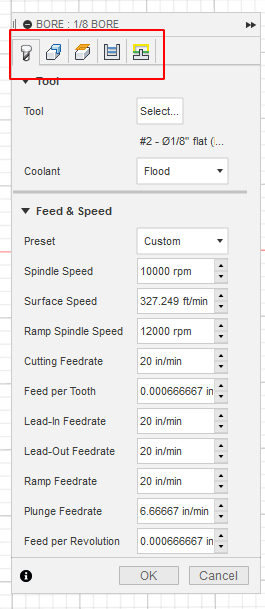 BORE : 1/8 BORE
Tool
Tool Select...
#2 - Ø1/8" flat (l...
Coolant Flood
Feed & Speed
Preset Custom
Spindle Speed 10000 rpm
Surface Speed 327.249 ft/min
Ramp Spindle Speed 12000 rpm
Cutting Feedrate 20 in/min
Feed per Tooth 0.000666667 in
Lead-In Feedrate 20 in/min
Lead-Out Feedrate 20 in/min
Ramp Feedrate 20 in/min
Plunge Feedrate 6.66667 in/min
Feed per Revolution 0.000666667 in
OK Cancel